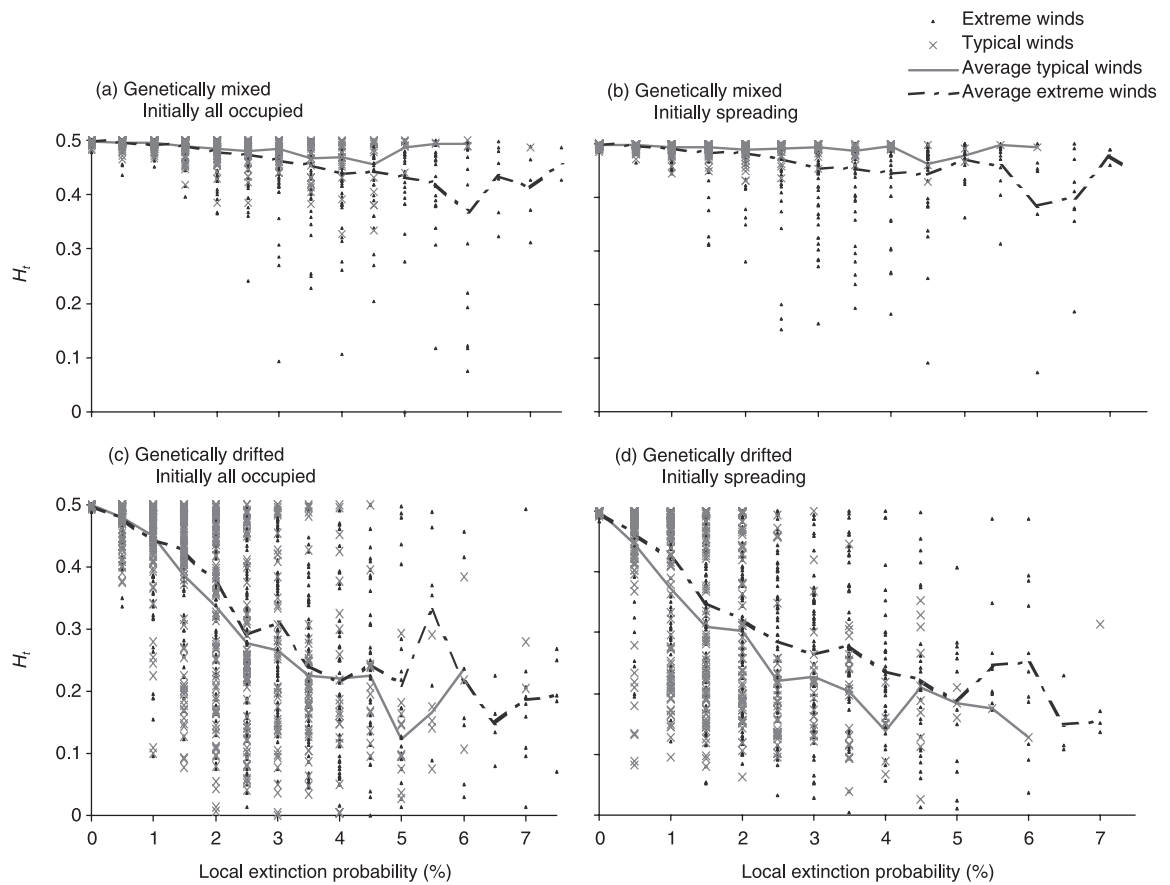 Extreme winds
Typical winds
Average typical winds
Average extreme winds
(a) Genetically mixed
Initially all occupied
(b) Genetically mixed
Initially spreading
0.5
0.4
0.3
0.2
0.1
0
Hₜ
(c) Genetically drifted
Initially all occupied
(d) Genetically drifted
Initially spreading
0.5
0.4
0.3
0.2
0.1
0
Hₜ
0 1 2 3 4 5 6 7
0 1 2 3 4 5 6 7
Local extinction probability (%)
Local extinction probability (%)